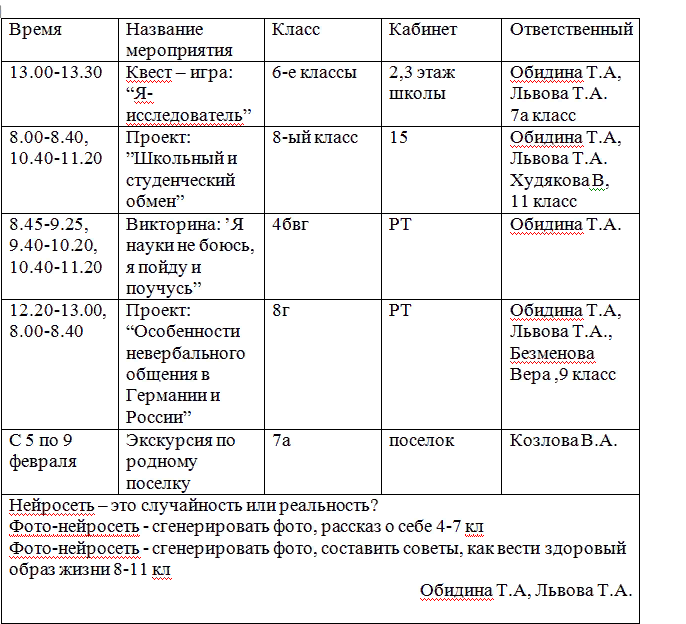 Время Название мероприятия Класс Кабинет Ответственный
13.00-13.30 Квест – игра: “Я-исследователь” 6-е классы 2,3 этаж школы Обидина Т.А, Львова Т.А. 7а класс
8.00-8.40, 10.40-11.20 Проект: ”Школьный и студенческий обмен” 8-ый класс 15 Обидина Т.А, Львова Т.А. Худякова В, 11 класс
8.45-9.25, 9.40-10.20, 10.40-11.20 Викторина: ’Я науки не боюсь, я пойду и поучусь” 4бвг РТ Обидина Т.А.
12.20-13.00, 8.00-8.40 Проект: “Особенности невербального общения в Германии и России” 8г РТ Обидина Т.А, Львова Т.А., Безменова Вера ,9 класс
С 5 по 9 февраля Экскурсия по родному поселку 7а поселок Козлова В.А.
Нейросеть – это случайность или реальность?
Фото-нейросеть - сгенерировать фото, рассказ о себе 4-7 кл
Фото-нейросеть - сгенерировать фото, составить советы, как вести здоровый
образ жизни 8-11 кл
Обидина Т.А, Львова Т.А.